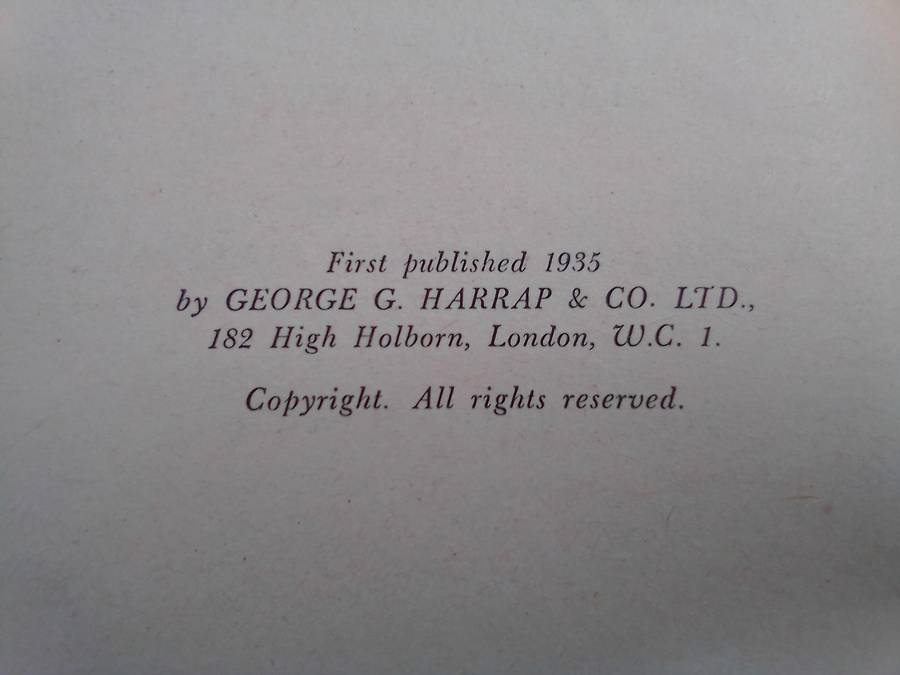 First published 1935
by GEORGE G. HARRAP & CO. LTD.,
182 High Holborn, London, W.C. 1.
Copyright. All rights reserved.